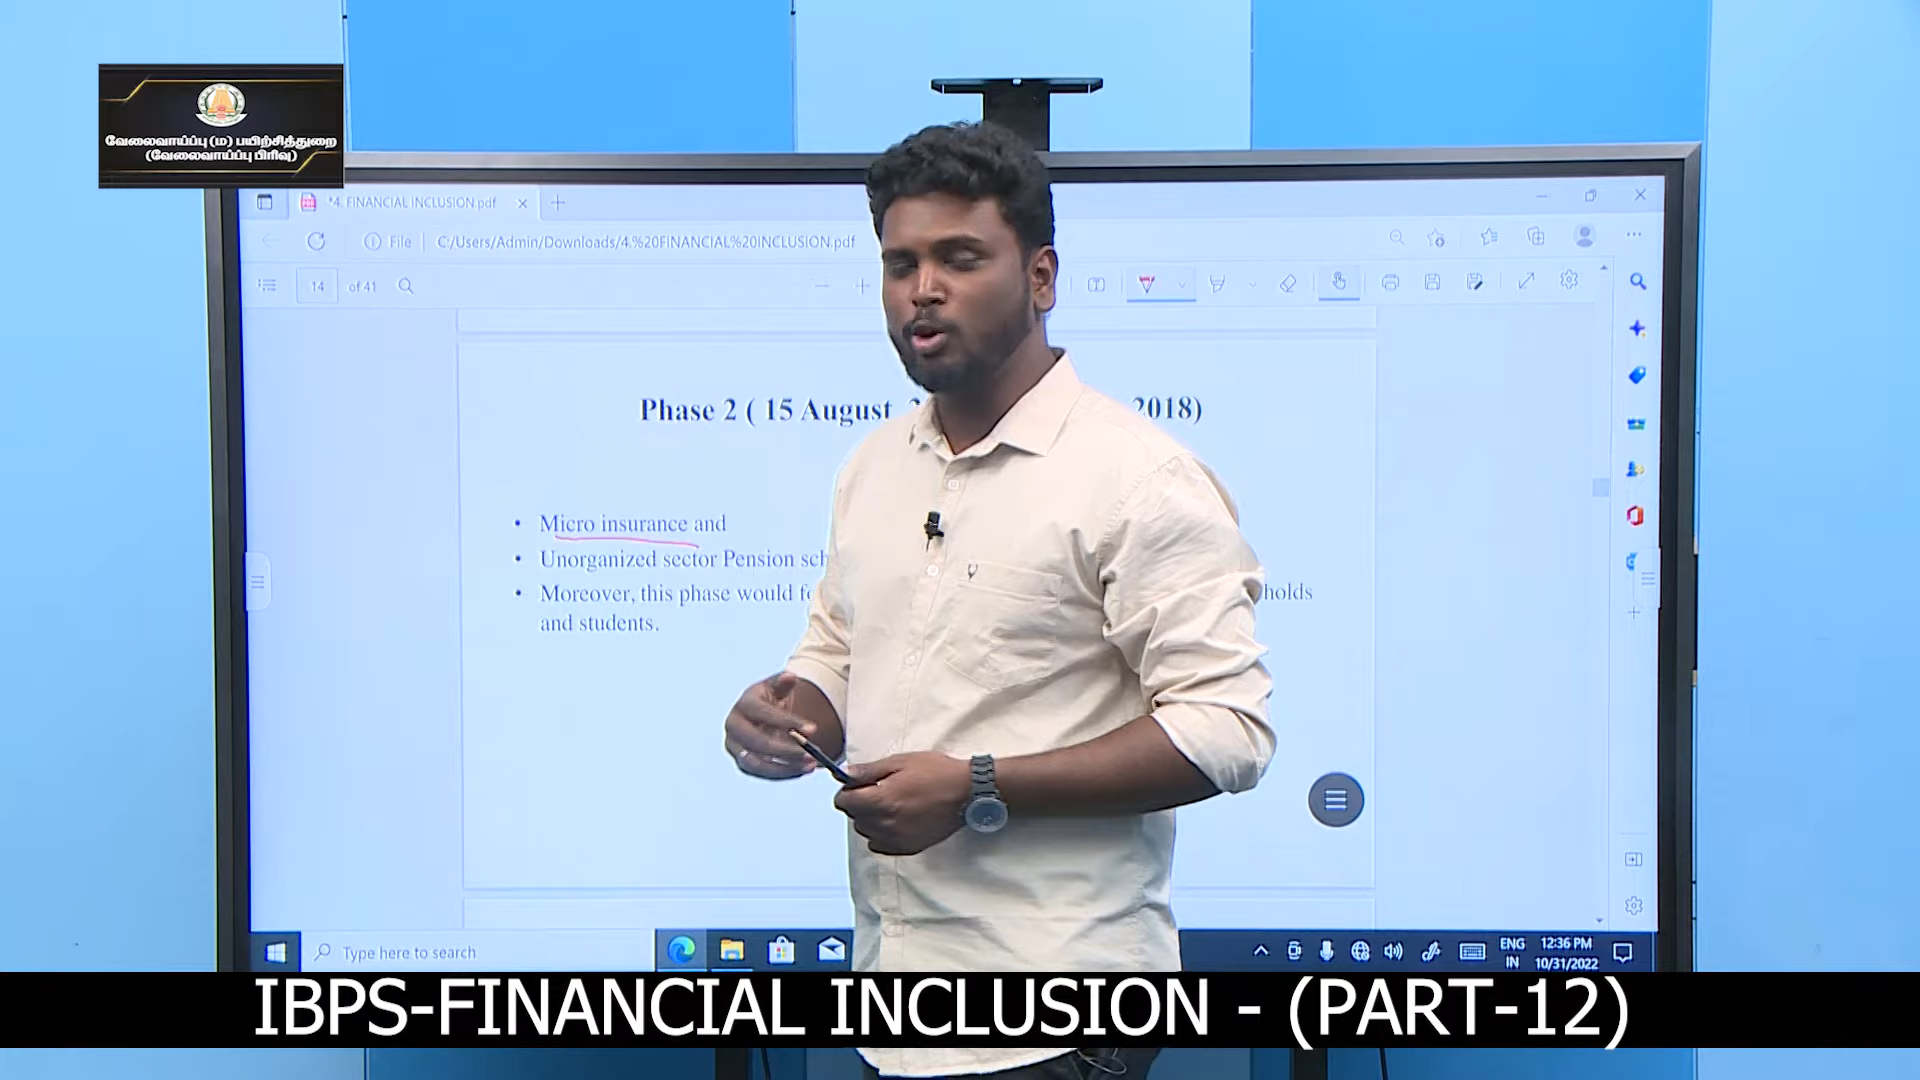 வேலைவாய்ப்பு (ம) பயிற்சித்துறை
(வேலைவாய்ப்பு பிரிவு)
*4. FINANCIAL INCLUSION.pdf
File C:/Users/Admin/Downloads/4.%20FINANCIAL%20INCLUSION.pdf
14 of 41
Phase 2 ( 15 August, 2018)
• Micro insurance and
• Unorganized sector Pension
• Moreover, this phase would
and students.
Type here to search
ENG
IN
12:36 PM
10/31/2022
IBPS-FINANCIAL INCLUSION - (PART-12)